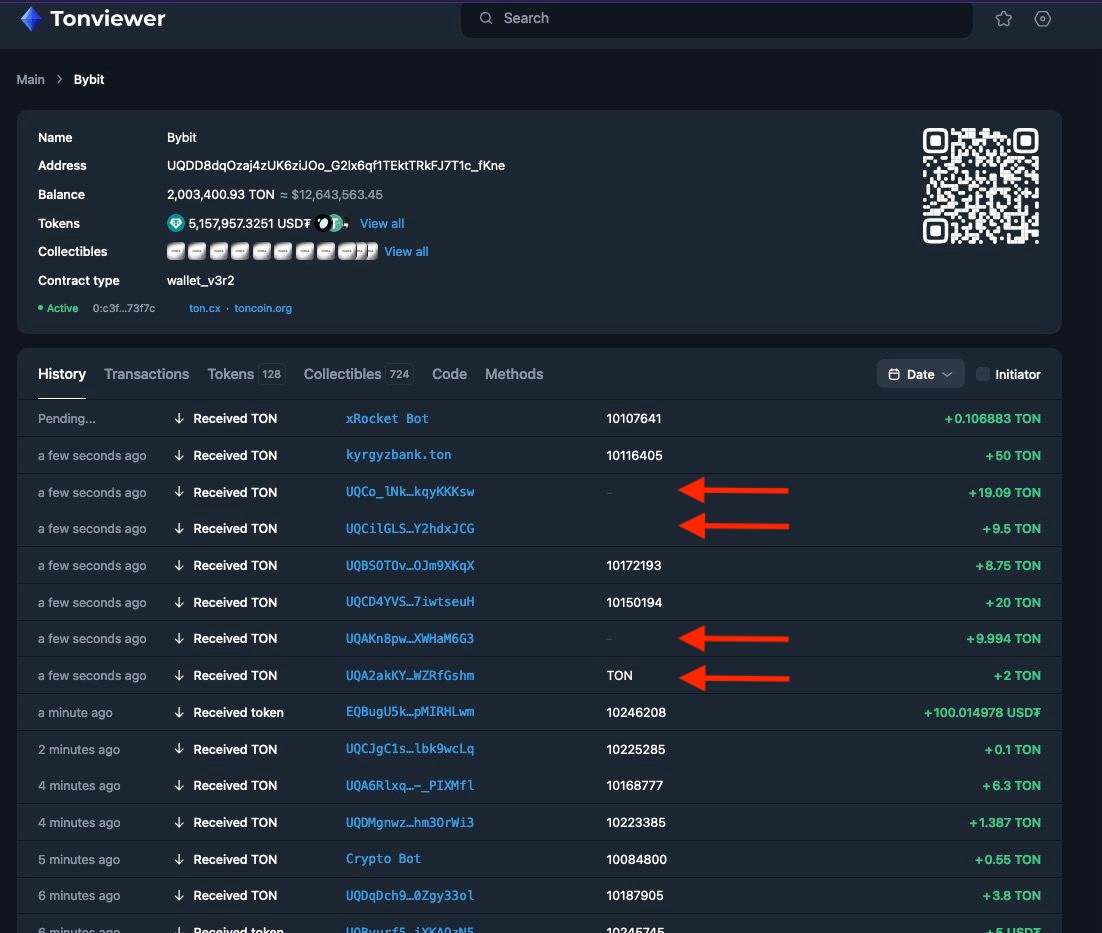 Tonviewer
Search
Main > Bybit
Name Bybit
Address UQDD8dqOzaj4zUK6ziJOo_G2lx6qf1TEktTRkFJ7T1c_fKne
Balance 2,003,400.93 TON ≈ $12,643,563.45
Tokens 5,157,957.3251 USD₮ View all
Collectibles View all
Contract type wallet_v3r2
Active 0:c3f...73f7c ton.cx · toncoin.org
History Transactions Tokens 128 Collectibles 724 Code Methods Date Initiator
Pending... Received TON xRocket Bot 10107641 +0.106883 TON
a few seconds ago Received TON kyrgyzbank.ton 10116405 +50 TON
a few seconds ago Received TON UQCo_lNk…kqyKKKsw – +19.09 TON
a few seconds ago Received TON UQCilGLS…Y2hdxJCG +9.5 TON
a few seconds ago Received TON UQBSOTOv…OJm9XKqX 10172193 +8.75 TON
a few seconds ago Received TON UQCD4YVS…7iwtseuH 10150194 +20 TON
a few seconds ago Received TON UQAKn8pw…XWHaM6G3 – +9.994 TON
a few seconds ago Received TON UQA2akKY…WZRfGshm TON +2 TON
a minute ago Received token EQBugU5k…pMIRHLwm 10246208 +100.014978 USD₮
2 minutes ago Received TON UQCJgC1s…lbk9wcLq 10225285 +0.1 TON
4 minutes ago Received TON UQA6Rlxq…-_PIXMfl 10168777 +6.3 TON
4 minutes ago Received TON UQDMgnwz…hm3OrWi3 10223385 +1.387 TON
5 minutes ago Received TON Crypto Bot 10084800 +0.55 TON
6 minutes ago Received TON UQDqDch9…0Zgy33ol 10187905 +3.8 TON
6 minutes ago Received token 10245745 +5 USD₮